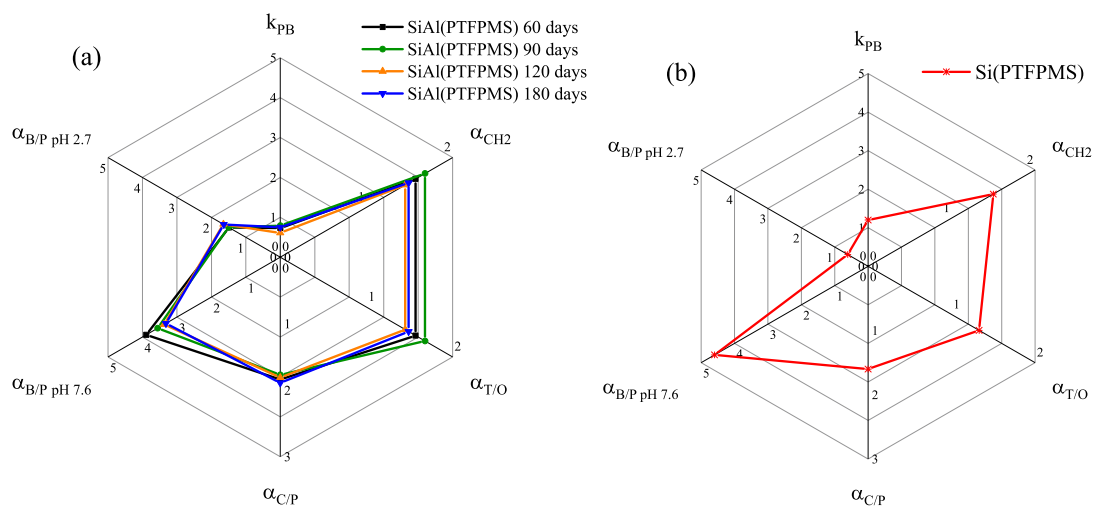 (a)
k_PB
SiAl(PTFPMS) 60 days
SiAl(PTFPMS) 90 days
SiAl(PTFPMS) 120 days
SiAl(PTFPMS) 180 days
5
4
3
2
1
0
α_CH2
2
1
0
α_T/O
2
1
0
α_C/P
3
2
1
0
α_B/P pH 7.6
5
4
3
2
1
0
α_B/P pH 2.7
5
4
3
2
1
0
(b)
k_PB
Si(PTFPMS)
5
4
3
2
1
0
α_CH2
2
1
0
α_T/O
2
1
0
α_C/P
3
2
1
0
α_B/P pH 7.6
5
4
3
2
1
0
α_B/P pH 2.7
5
4
3
2
1
0